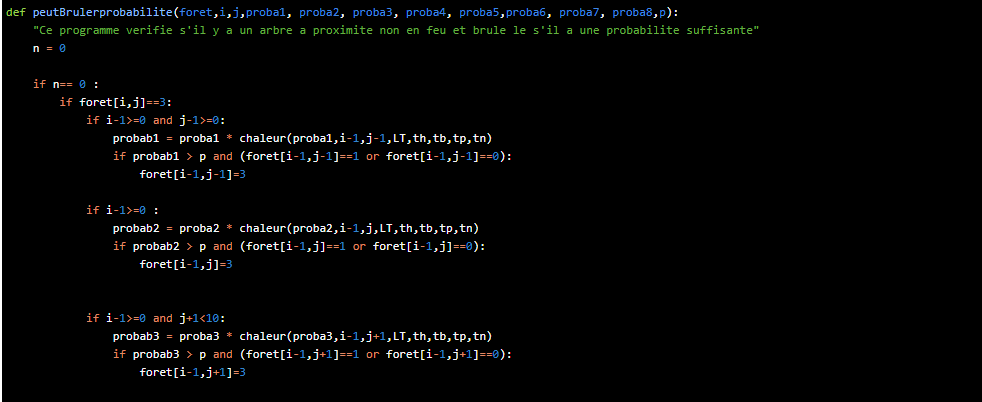 def peutBrulerprobabilite(foret,i,j,proba1, proba2, proba3, proba4, proba5,proba6, proba7, proba8,p):
    "Ce programme verifie s'il y a un arbre a proximite non en feu et brule le s'il a une probabilite suffisante"
    n = 0
    if n== 0 :
        if foret[i,j]==3:
            if i-1>=0 and j-1>=0:
                probab1 = proba1 * chaleur(proba1,i-1,j-1,LT,th,tb,tp,tn)
                if probab1 > p and (foret[i-1,j-1]==1 or foret[i-1,j-1]==0):
                    foret[i-1,j-1]=3
            if i-1>=0 :
                probab2 = proba2 * chaleur(proba2,i-1,j,LT,th,tb,tp,tn)
                if probab2 > p and (foret[i-1,j]==1 or foret[i-1,j]==0):
                    foret[i-1,j]=3
            if i-1>=0 and j+1<10:
                probab3 = proba3 * chaleur(proba3,i-1,j+1,LT,th,tb,tp,tn)
                if probab3 > p and (foret[i-1,j+1]==1 or foret[i-1,j+1]==0):
                    foret[i-1,j+1]=3